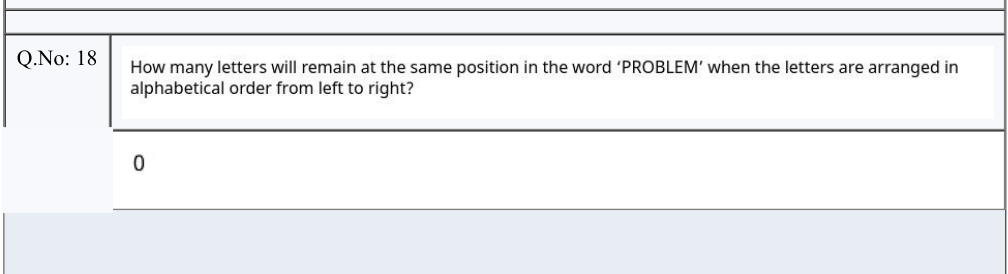 Q.No: 18
How many letters will remain at the same position in the word ‘PROBLEM’ when the letters are arranged in
alphabetical order from left to right?
0